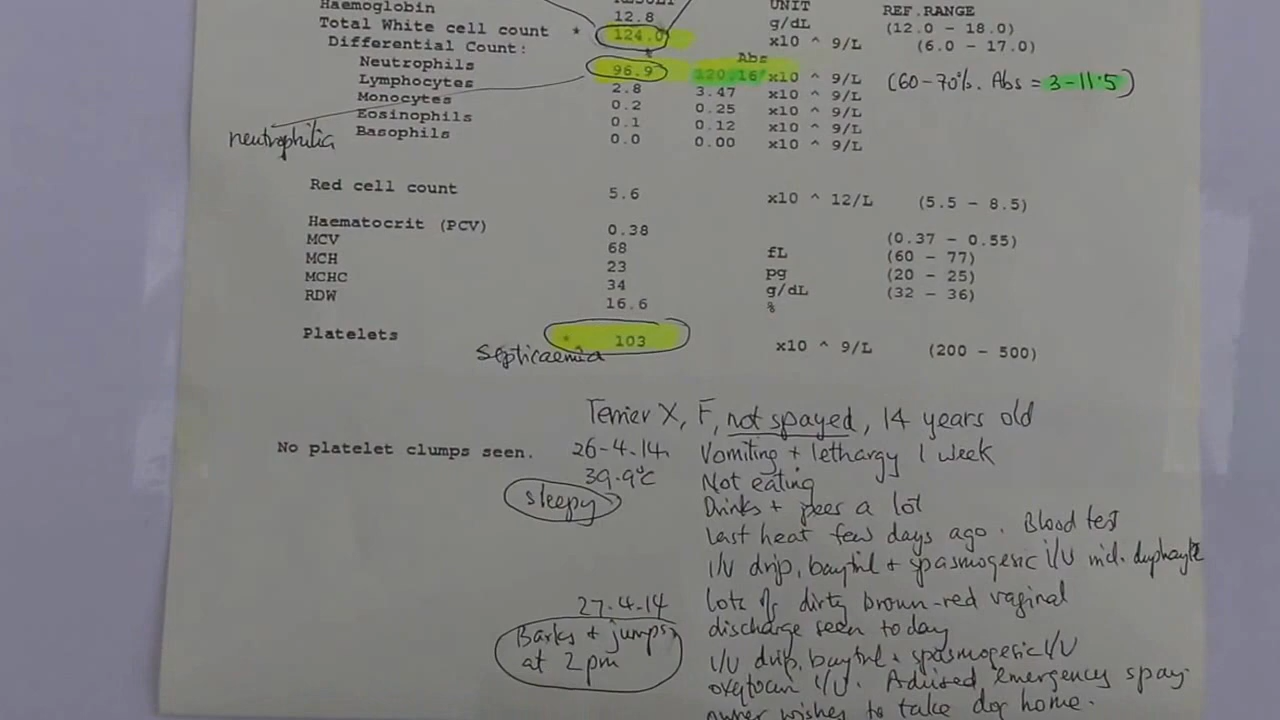 Haemoglobin 12.8 g/dL (12.0 - 18.0)
RESULT UNIT REF.RANGE
Total White cell count * 124.0 x10 ^ 9/L (6.0 - 17.0)
Differential Count: Abs
Neutrophils 96.9 120.16 x10 ^ 9/L (60-70%. Abs = 3-11.5)
Lymphocytes 2.8 3.47 x10 ^ 9/L
Monocytes 0.2 0.25 x10 ^ 9/L
Eosinophils 0.1 0.12 x10 ^ 9/L
Basophils 0.0 0.00 x10 ^ 9/L
neutrophilia
Red cell count 5.6 x10 ^ 12/L (5.5 - 8.5)
Haematocrit (PCV) 0.38 (0.37 - 0.55)
MCV 68 fL (60 - 77)
MCH 23 pg (20 - 25)
MCHC 34 g/dL (32 - 36)
RDW 16.6 %
Platelets * 103 x10 ^ 9/L (200 - 500)
Septicaemia
Terrier X, F, not spayed, 14 years old
No platelet clumps seen. 26-4-14. Vomiting + lethargy 1 week
39.9°C Not eating
sleepy Drinks + pees a lot
Last heat few days ago. Blood test
I/V drip, baytril + spasmogesic I/V incl. duphalyte
27.4.14 lots of dirty brown-red vaginal
Barks + jumps discharge seen today
at 2pm I/V drip, baytril + spasmogesic I/V
oxytocin I/V. Advised emergency spay.
owner wishes to take dog home.